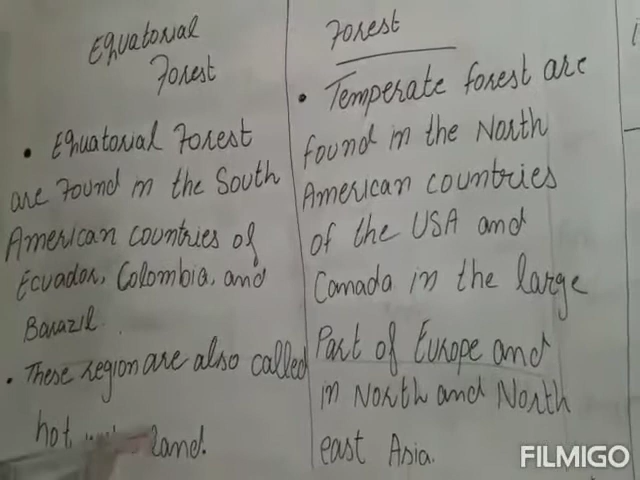 Equatorial
Forest
• Equatorial Forest
are Found in the South
American countries of
Ecuador, Colombia, and
Barazil.
• These region are also called
hot land.
Forest
• Temperate forest are
found in the North
American countries
of the USA and
Canada in the large
Part of Europe and
in North and North
east Asia.
FILMIGO